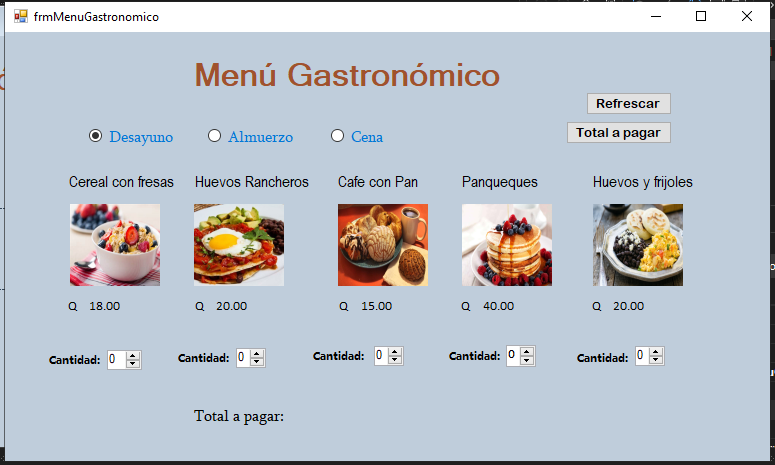 frmMenuGastronomico
Menú Gastronómico
Refrescar
Total a pagar
Desayuno Almuerzo Cena
Cereal con fresas Huevos Rancheros Cafe con Pan Panqueques Huevos y frijoles
Q 18.00 Q 20.00 Q 15.00 Q 40.00 Q 20.00
Cantidad: 0 Cantidad: 0 Cantidad: 0 Cantidad: 0 Cantidad: 0
Total a pagar: